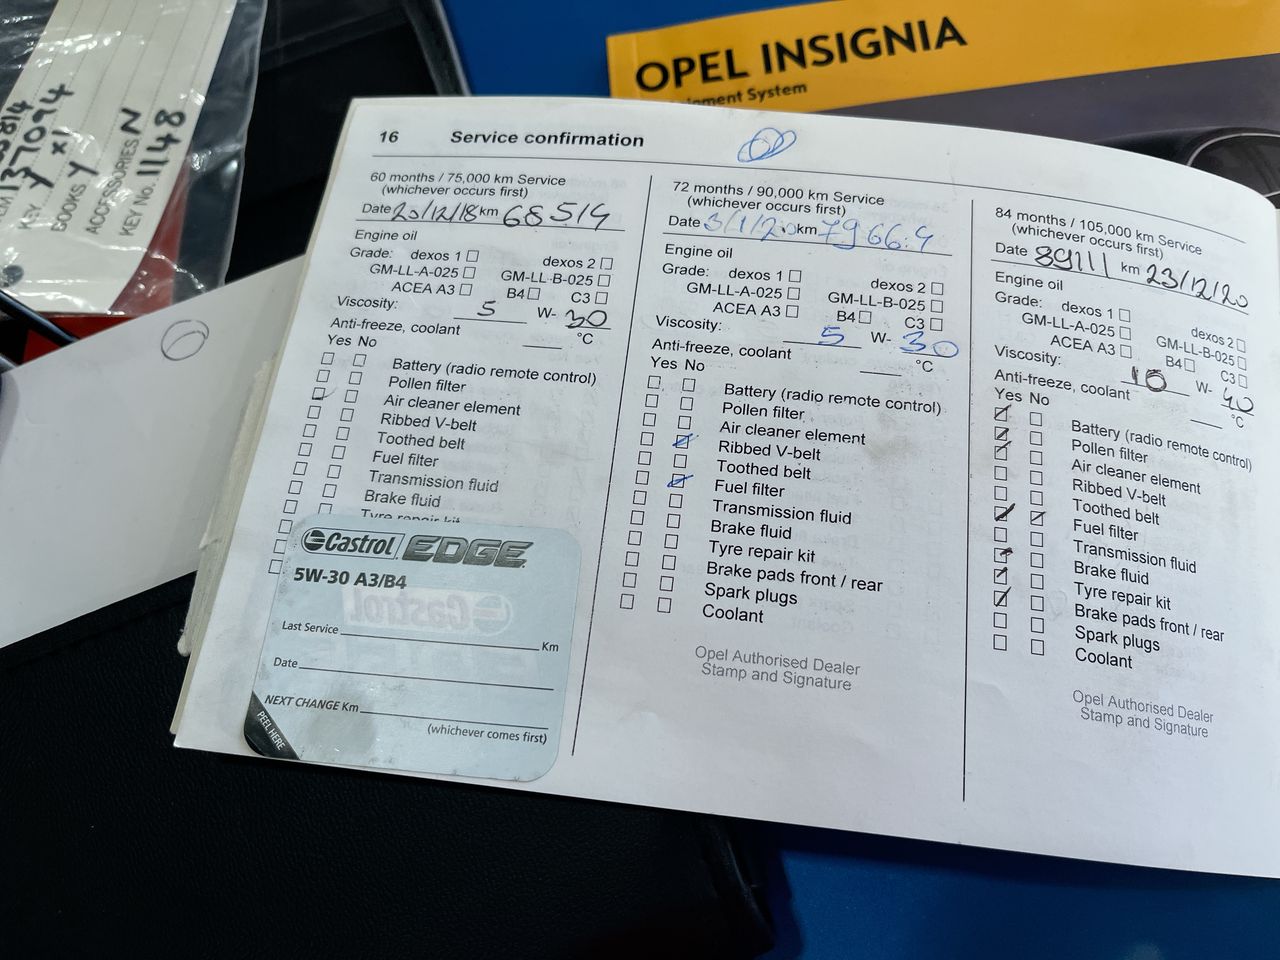 OPEL INSIGNIA
System
1377094
KEY Y
BOOKS Y x1
ACCESSORIES N
KEY No. 1148
16 Service confirmation
60 months / 75,000 km Service
(whichever occurs first)
Date 20/12/18 km 68514
Engine oil
Grade: dexos 1 dexos 2
GM-LL-A-025 GM-LL-B-025
ACEA A3 B4 C3
Viscosity: 5 W- 30
Anti-freeze, coolant °C
Yes No
Battery (radio remote control)
Pollen filter
Air cleaner element
Ribbed V-belt
Toothed belt
Fuel filter
Transmission fluid
Brake fluid
Tyre repair kit
Castrol EDGE
5W-30 A3/B4
Last Service Km
Date
NEXT CHANGE Km
(whichever comes first)
PEEL HERE
72 months / 90,000 km Service
(whichever occurs first)
Date 3/1/20 km 79664
Engine oil
Grade: dexos 1 dexos 2
GM-LL-A-025 GM-LL-B-025
ACEA A3 B4 C3
Viscosity: 5 W- 30
Anti-freeze, coolant °C
Yes No
Battery (radio remote control)
Pollen filter
Air cleaner element
Ribbed V-belt
Toothed belt
Fuel filter
Transmission fluid
Brake fluid
Tyre repair kit
Brake pads front / rear
Spark plugs
Coolant
Opel Authorised Dealer
Stamp and Signature
84 months / 105,000 km Service
(whichever occurs first)
Date 89111 km 23/12/20
Engine oil
Grade: dexos 1 dexos 2
GM-LL-A-025 GM-LL-B-025
ACEA A3 B4 C3
Viscosity: 10 W- 40
Anti-freeze, coolant °C
Yes No
Battery (radio remote control)
Pollen filter
Air cleaner element
Ribbed V-belt
Toothed belt
Fuel filter
Transmission fluid
Brake fluid
Tyre repair kit
Brake pads front / rear
Spark plugs
Coolant
Opel Authorised Dealer
Stamp and Signature